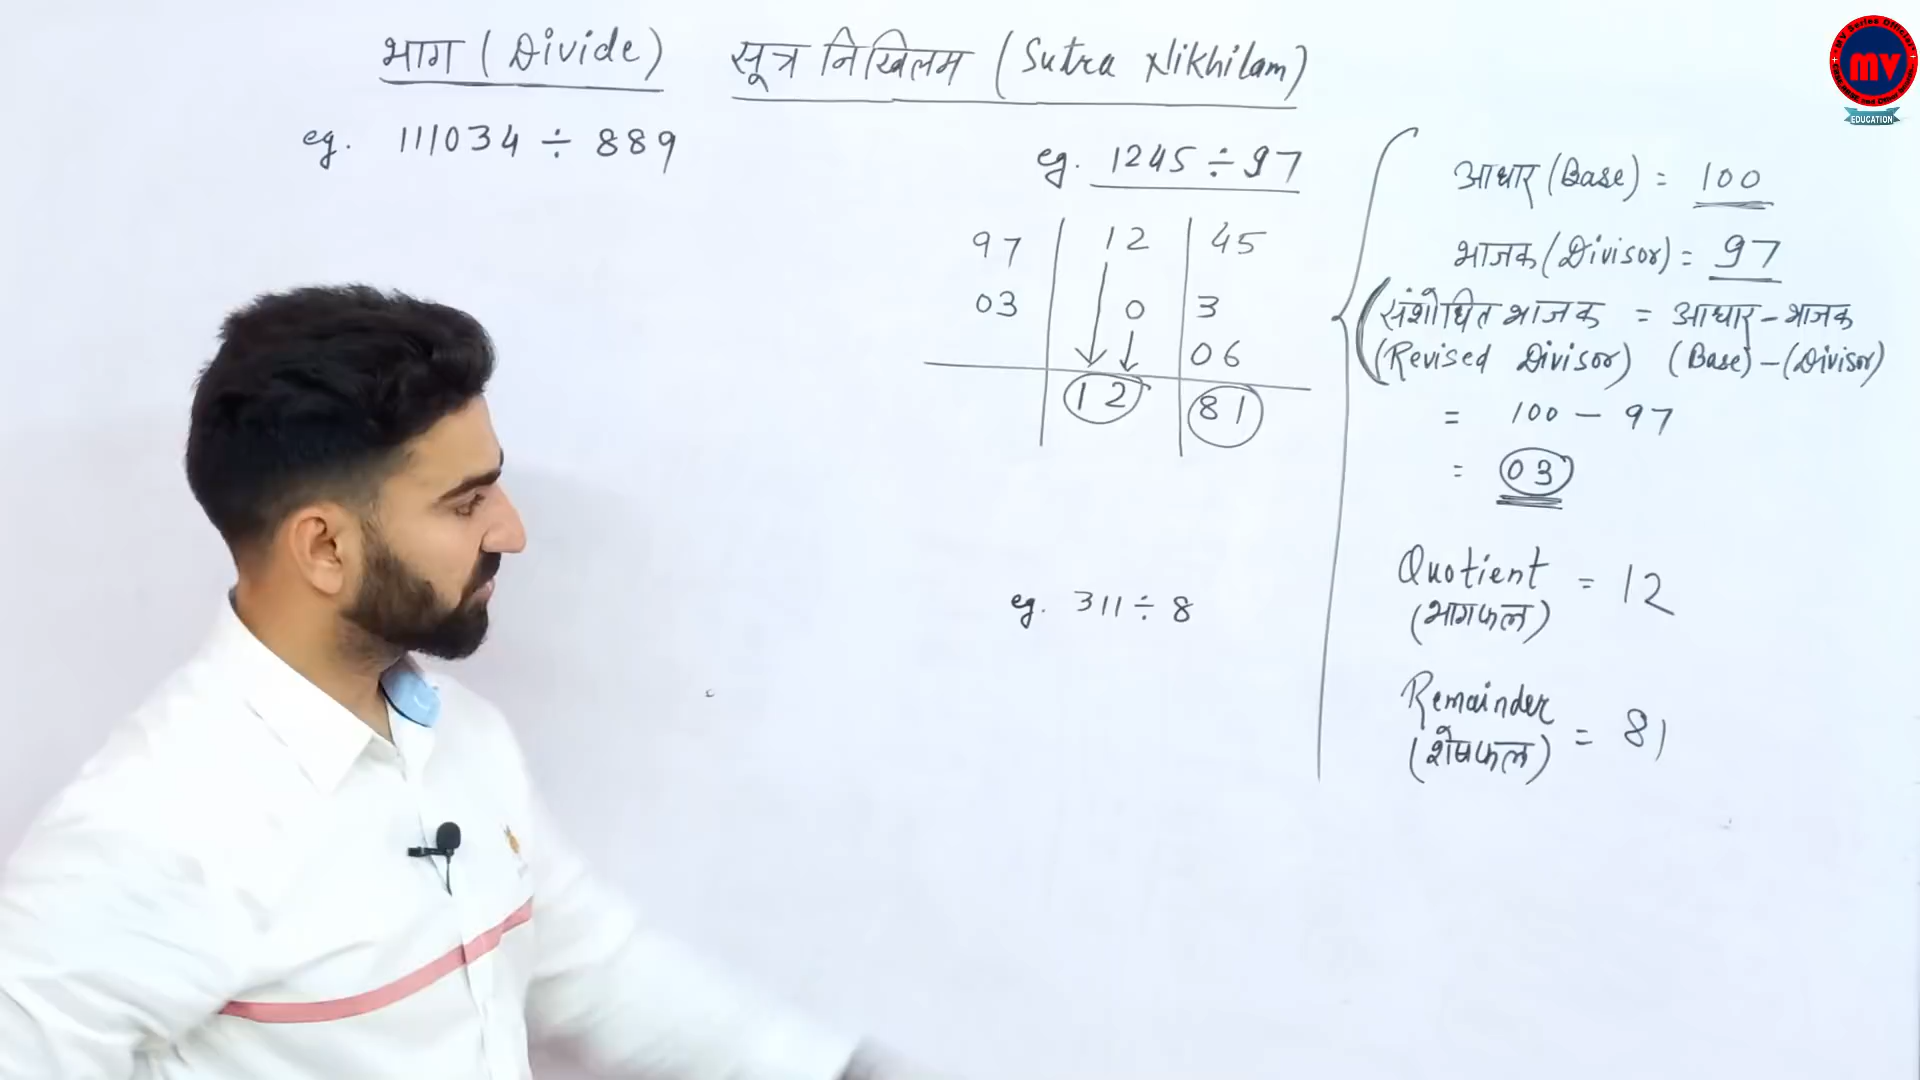 भाग (Divide) सूत्र निखिलम (Sutra Nikhilam)
eg. 111034 ÷ 889
eg. 1245 ÷ 97
97 | 12 | 45
03 | 0 | 3
06
12 | 81
eg. 311 ÷ 8
आधार (Base) = 100
भाजक (Divisor) = 97
संशोधित भाजक = आधार - भाजक
(Revised Divisor) (Base) - (Divisor)
= 100 - 97
= 03
Quotient = 12
(भागफल)
Remainder = 81
(शेषफल)
MV
EDUCATION